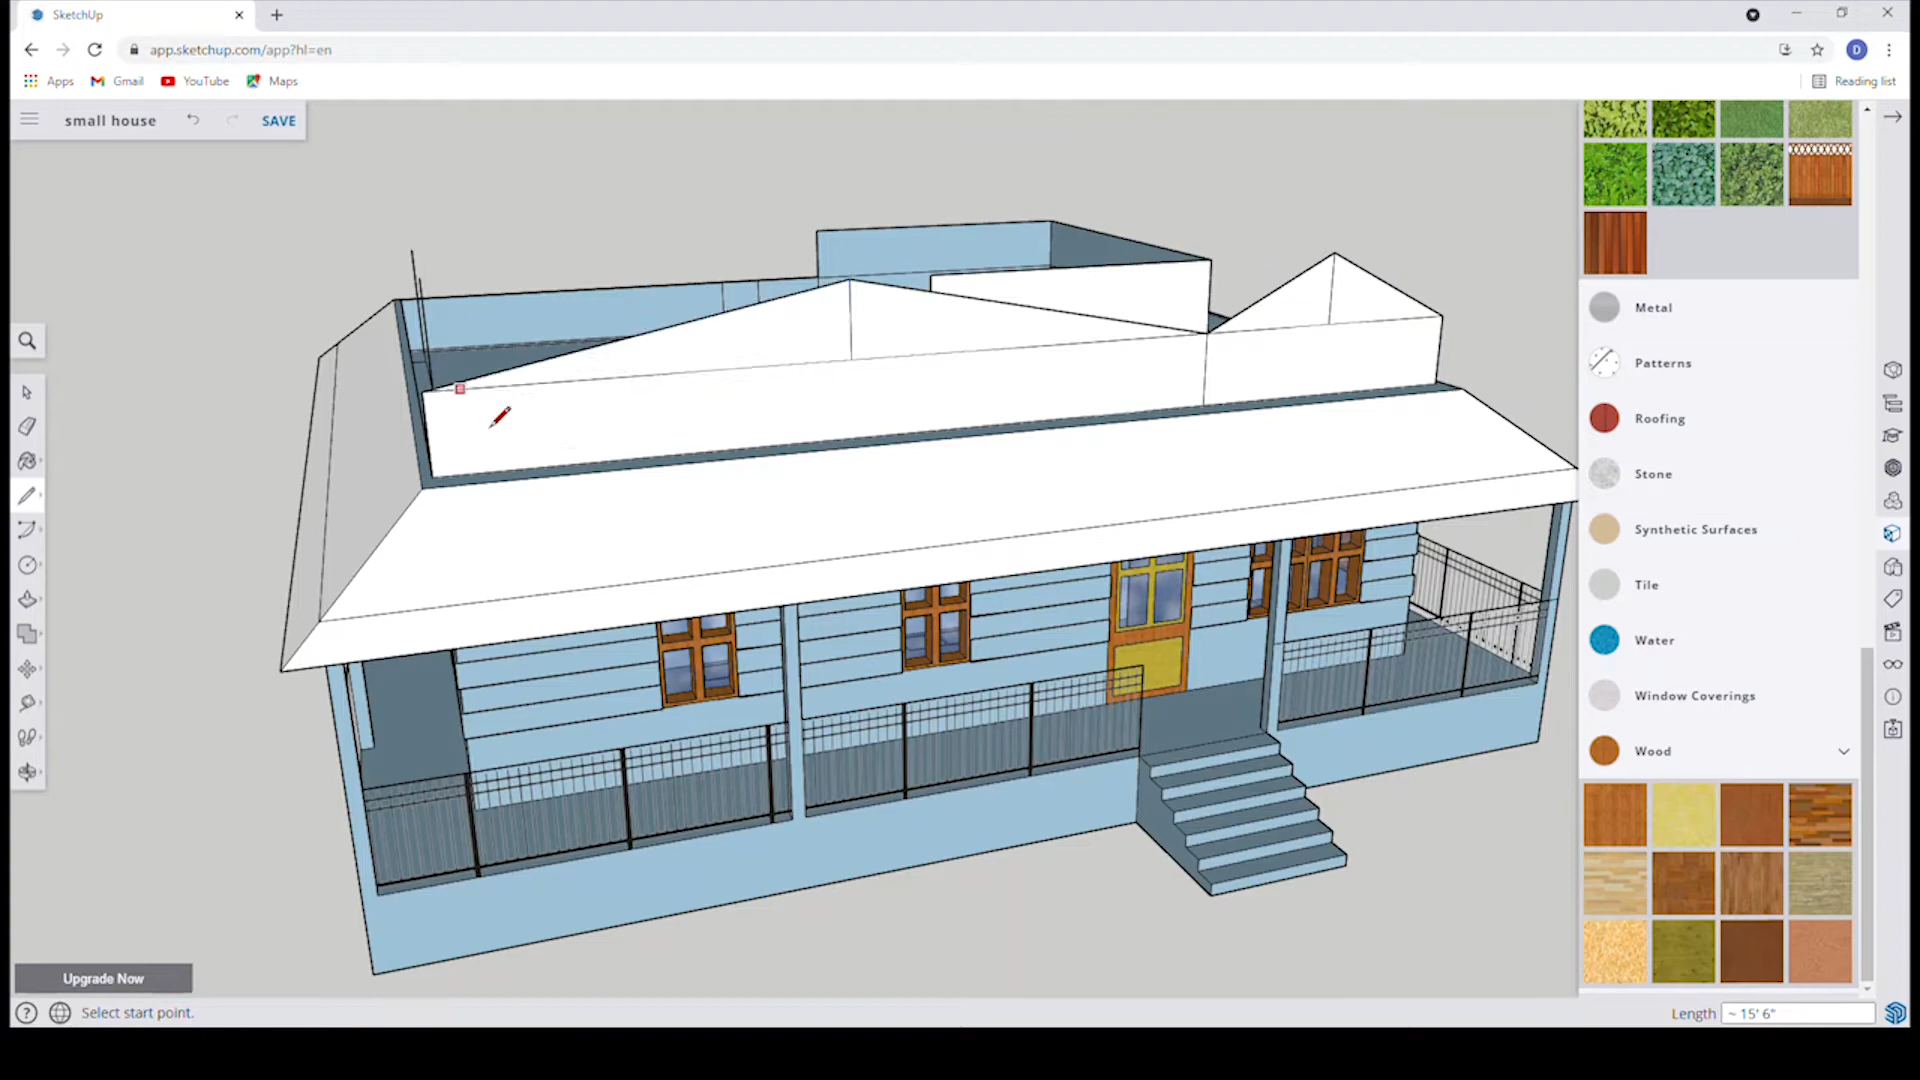 SketchUp
app.sketchup.com/app?hl=en
D
Apps
Gmail
YouTube
Maps
Reading list
small house
SAVE
Metal
Patterns
Roofing
Stone
Synthetic Surfaces
Tile
Water
Window Coverings
Wood
Upgrade Now
Select start point.
Length
~ 15' 6"